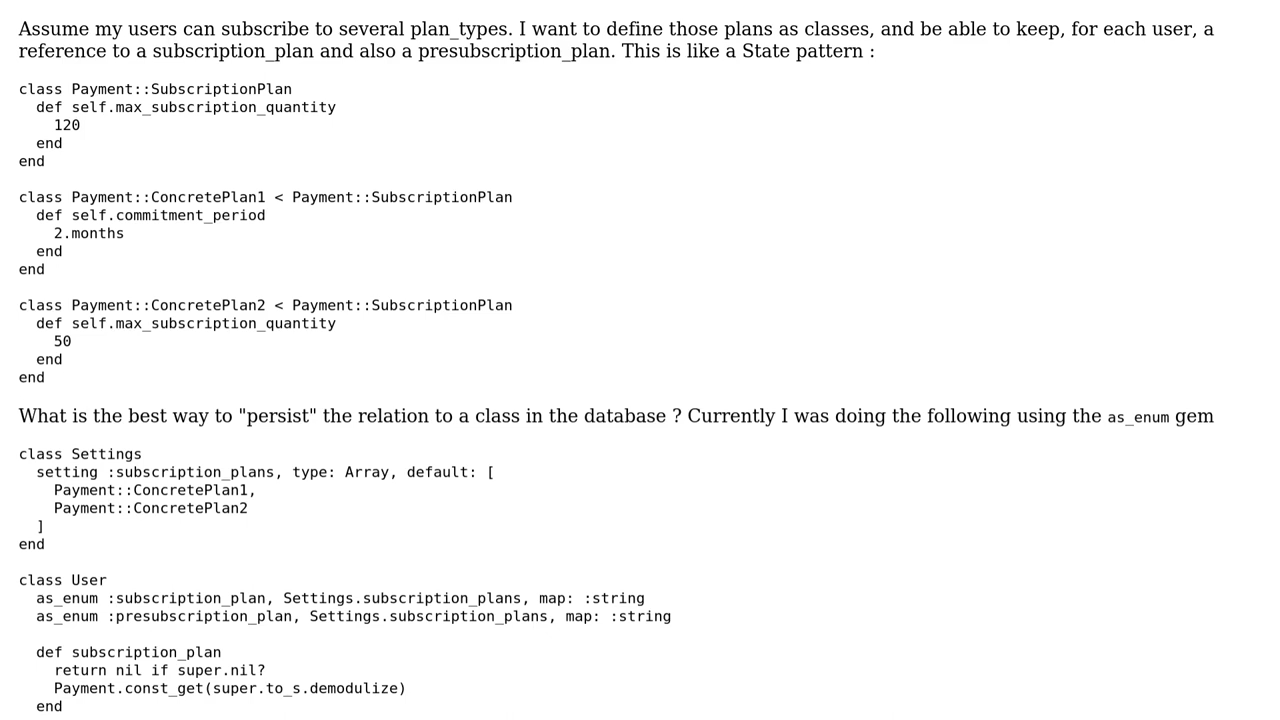 Assume my users can subscribe to several plan_types. I want to define those plans as classes, and be able to keep, for each user, a
reference to a subscription_plan and also a presubscription_plan. This is like a State pattern :
class Payment::SubscriptionPlan
  def self.max_subscription_quantity
    120
  end
end
class Payment::ConcretePlan1 < Payment::SubscriptionPlan
  def self.commitment_period
    2.months
  end
end
class Payment::ConcretePlan2 < Payment::SubscriptionPlan
  def self.max_subscription_quantity
    50
  end
end
What is the best way to "persist" the relation to a class in the database ? Currently I was doing the following using the as_enum gem
class Settings
  setting :subscription_plans, type: Array, default: [
    Payment::ConcretePlan1,
    Payment::ConcretePlan2
  ]
end
class User
  as_enum :subscription_plan, Settings.subscription_plans, map: :string
  as_enum :presubscription_plan, Settings.subscription_plans, map: :string
  def subscription_plan
    return nil if super.nil?
    Payment.const_get(super.to_s.demodulize)
  end